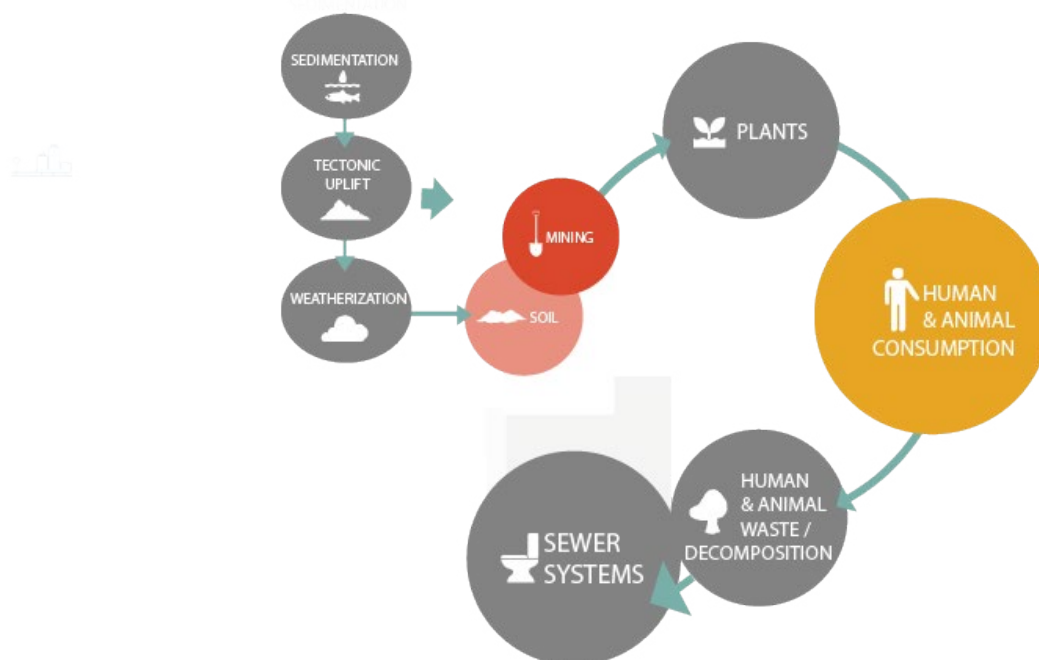 SEDIMENTATION
TECTONIC
UPLIFT
WEATHERIZATION
SOIL
MINING
PLANTS
HUMAN
& ANIMAL
CONSUMPTION
HUMAN
& ANIMAL
WASTE /
DECOMPOSITION
SEWER
SYSTEMS